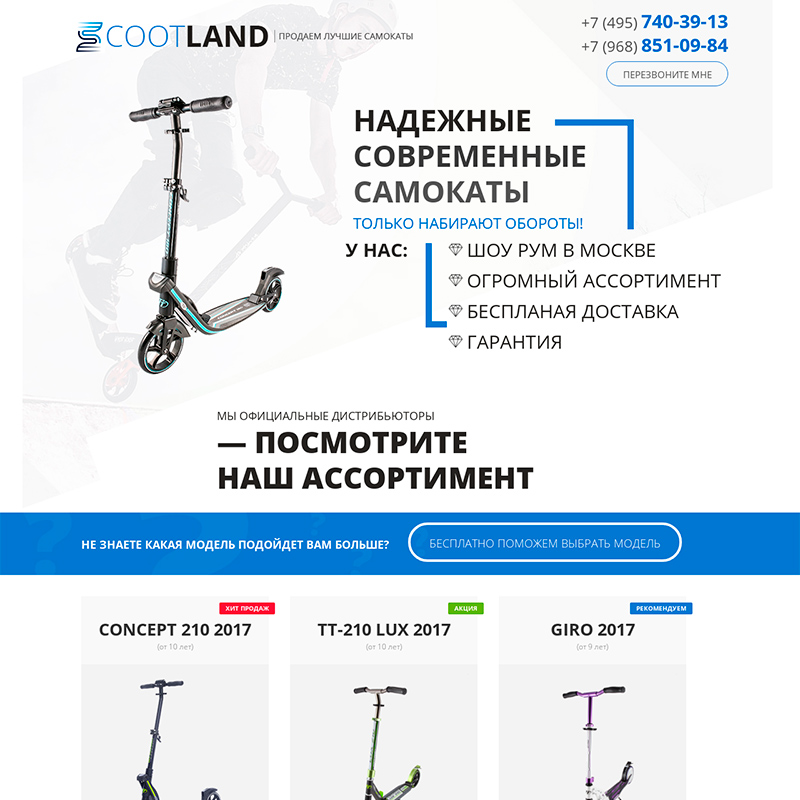 SCOOTLAND | ПРОДАЕМ ЛУЧШИЕ САМОКАТЫ
+7 (495) 740-39-13
+7 (968) 851-09-84
ПЕРЕЗВОНИТЕ МНЕ
НАДЕЖНЫЕ
СОВРЕМЕННЫЕ
САМОКАТЫ
ТОЛЬКО НАБИРАЮТ ОБОРОТЫ!
У НАС:
ШОУ РУМ В МОСКВЕ
ОГРОМНЫЙ АССОРТИМЕНТ
БЕСПЛАНАЯ ДОСТАВКА
ГАРАНТИЯ
МЫ ОФИЦИАЛЬНЫЕ ДИСТРИБЬЮТОРЫ
— ПОСМОТРИТЕ
НАШ АССОРТИМЕНТ
НЕ ЗНАЕТЕ КАКАЯ МОДЕЛЬ ПОДОЙДЕТ ВАМ БОЛЬШЕ?
БЕСПЛАТНО ПОМОЖЕМ ВЫБРАТЬ МОДЕЛЬ
ХИТ ПРОДАЖ
CONCEPT 210 2017
(от 10 лет)
АКЦИЯ
TT-210 LUX 2017
(от 10 лет)
РЕКОМЕНДУЕМ
GIRO 2017
(от 9 лет)